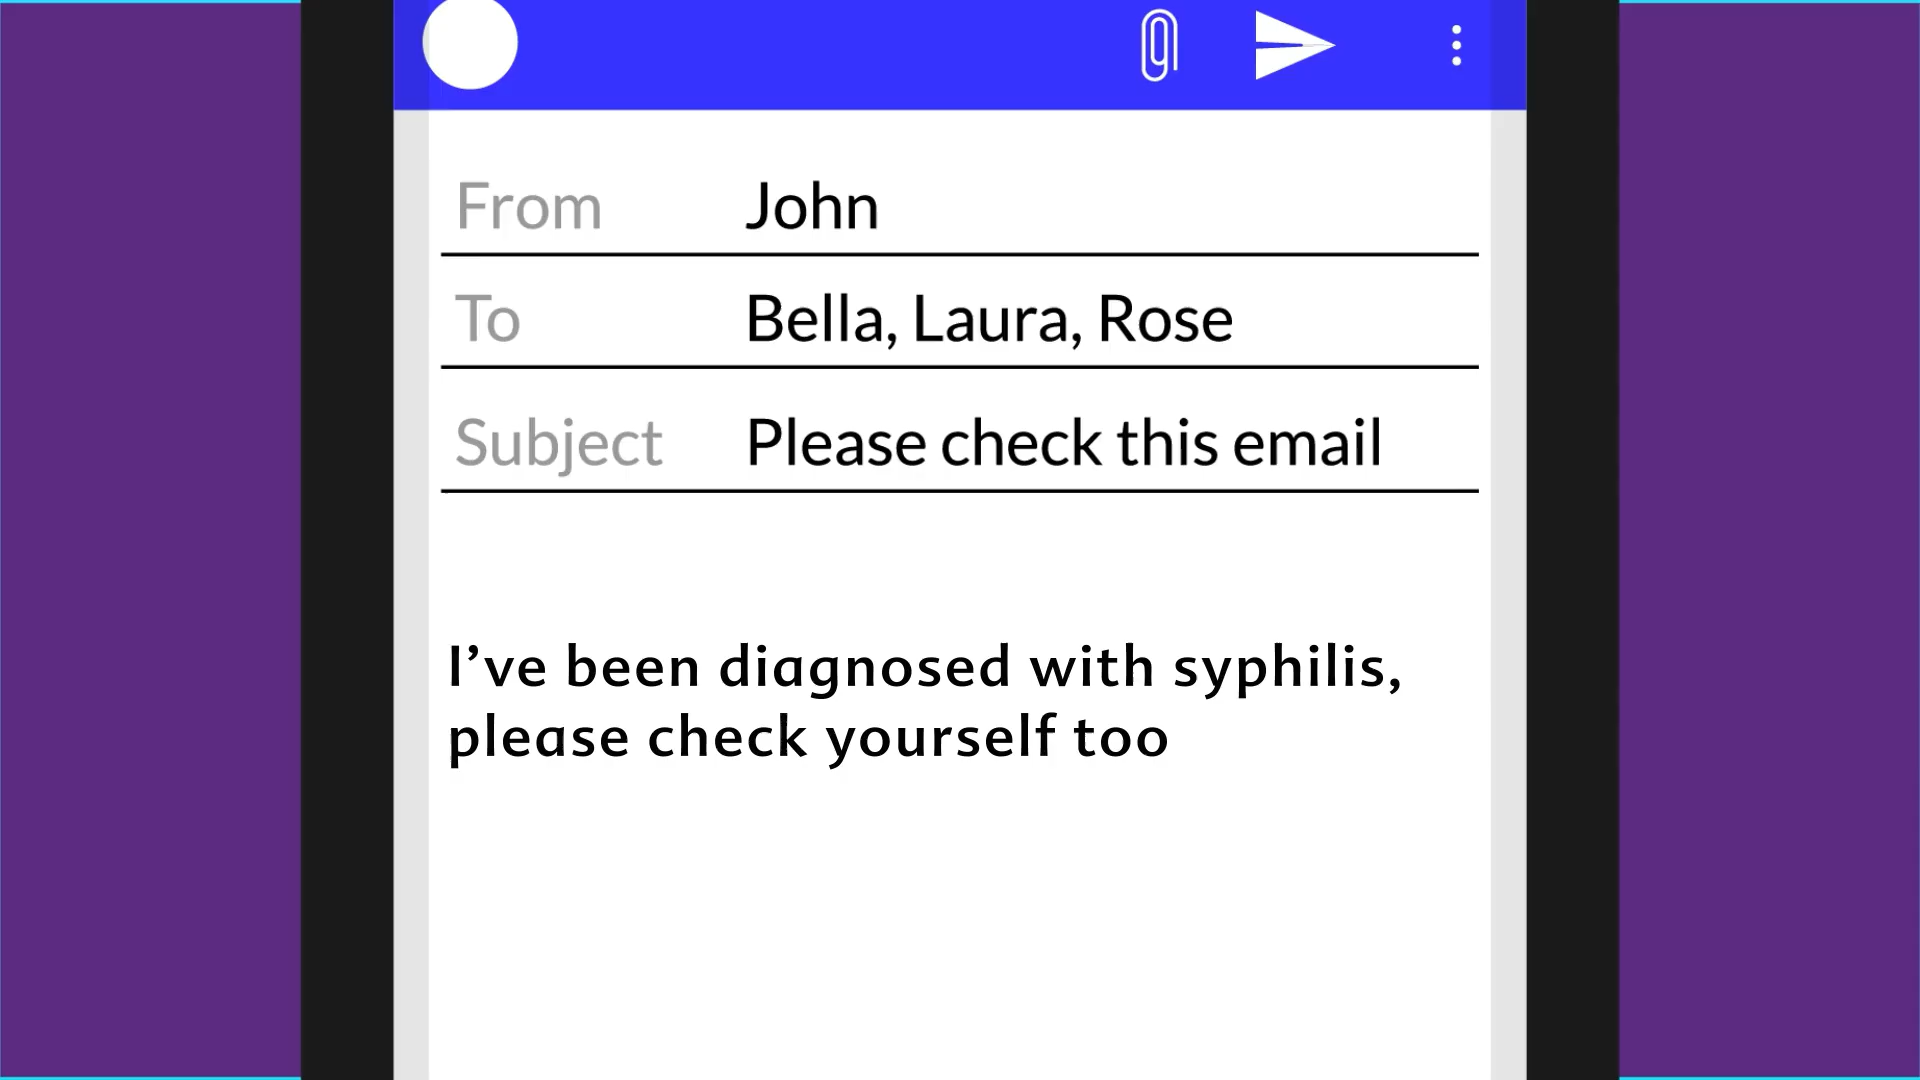 From John
To Bella, Laura, Rose
Subject Please check this email
I’ve been diagnosed with syphilis,
please check yourself too